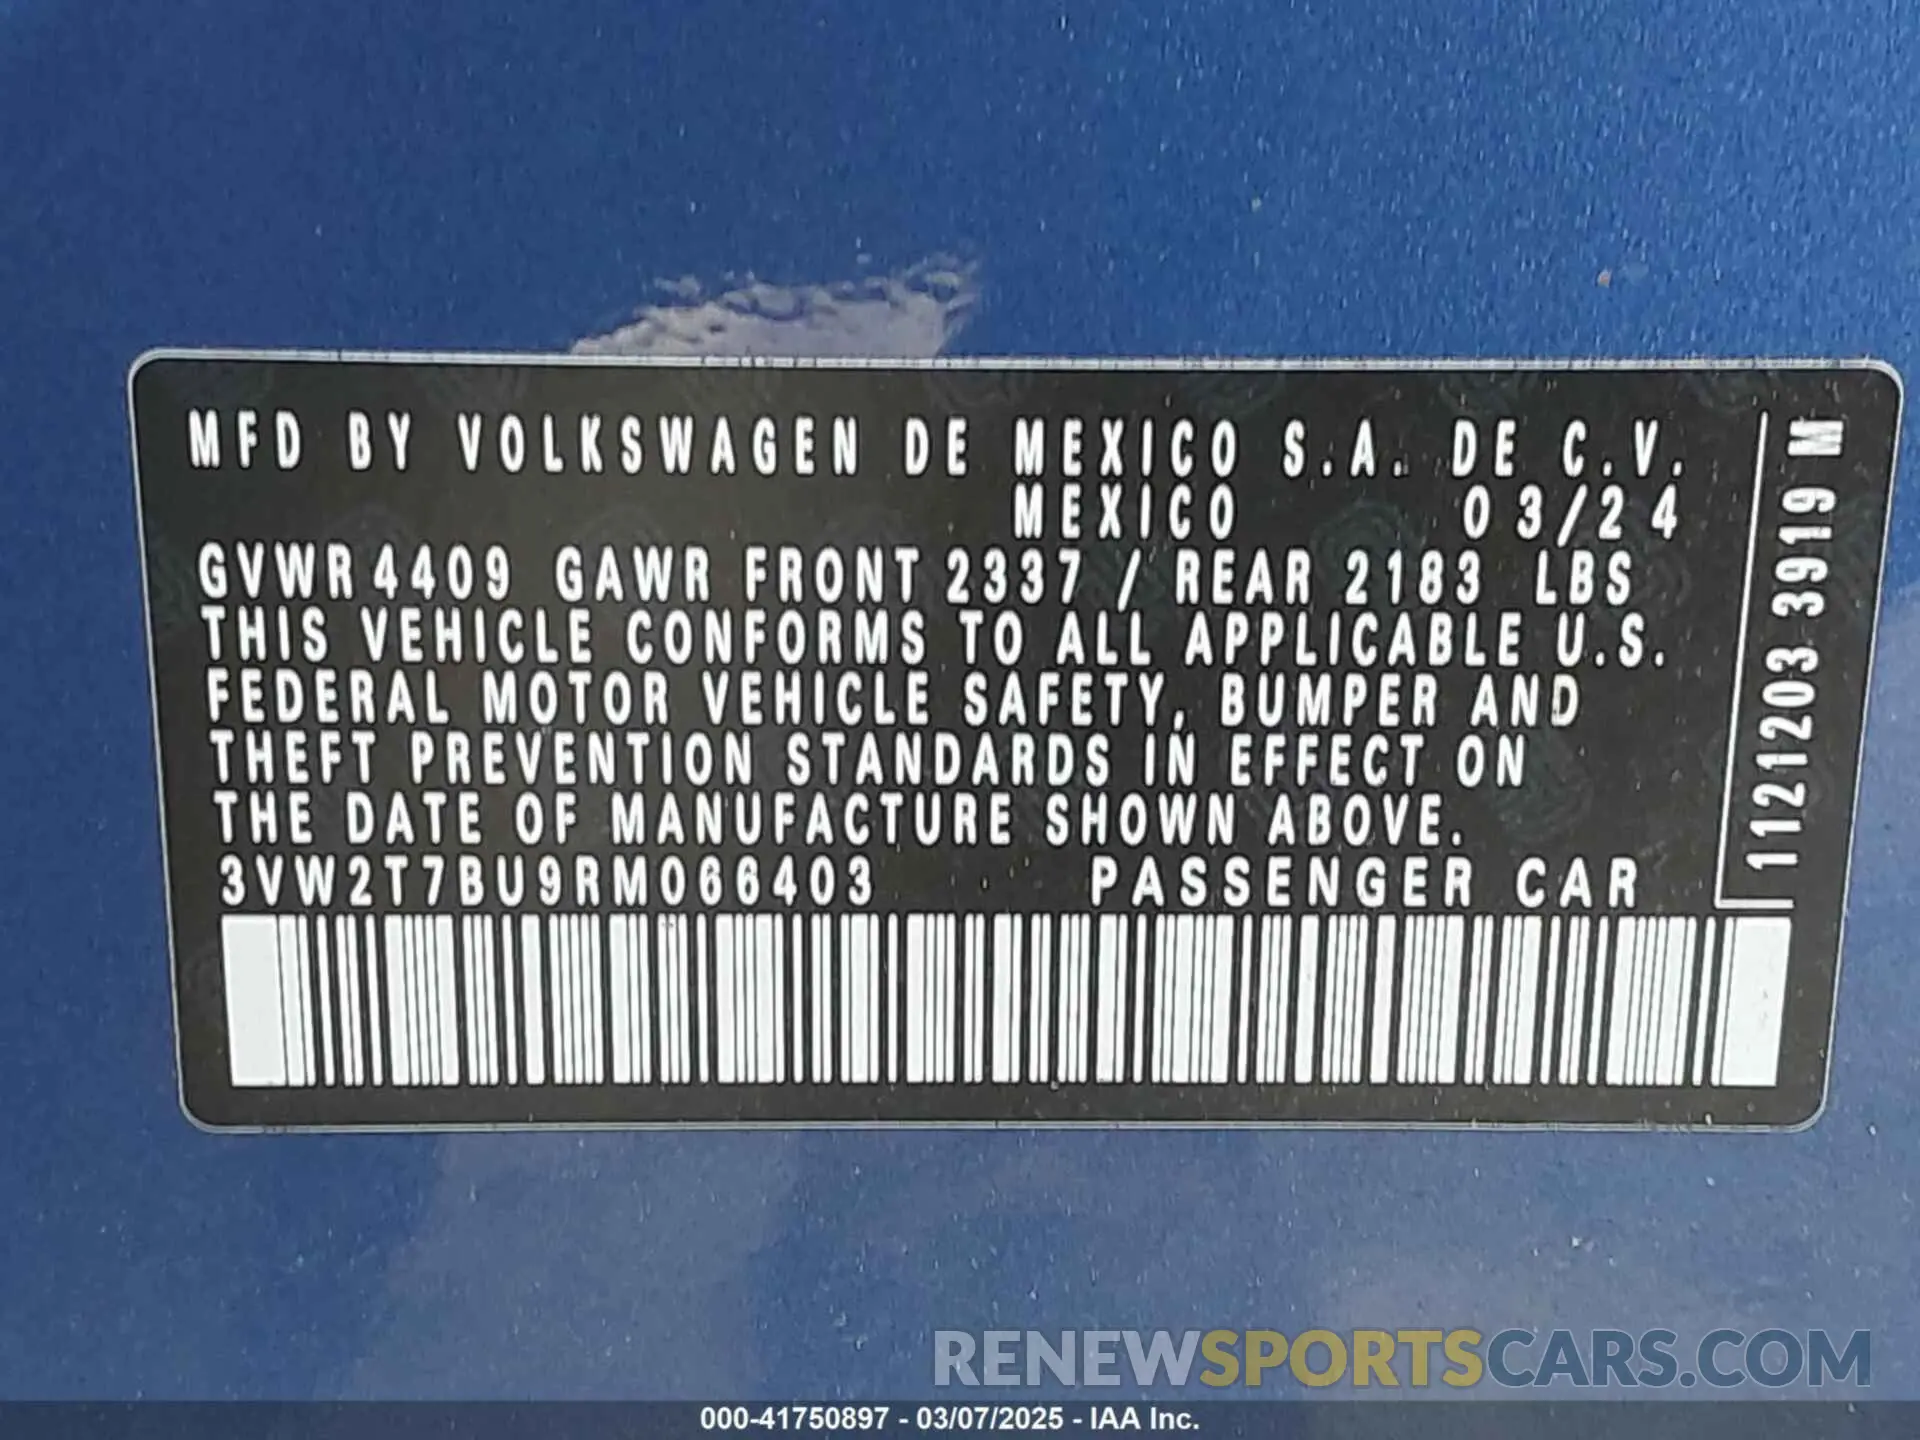 MFD BY VOLKSWAGEN DE MEXICO S.A. DE C.V.
MEXICO 03/24
GVWR 4409 GAWR FRONT 2337 / REAR 2183 LBS
THIS VEHICLE CONFORMS TO ALL APPLICABLE U.S.
FEDERAL MOTOR VEHICLE SAFETY, BUMPER AND
THEFT PREVENTION STANDARDS IN EFFECT ON
THE DATE OF MANUFACTURE SHOWN ABOVE.
3VW2T7BU9RM066403 PASSENGER CAR
1121203 3919 M
RENEWSPORTSCARS.COM
000-41750897 - 03/07/2025 - IAA Inc.